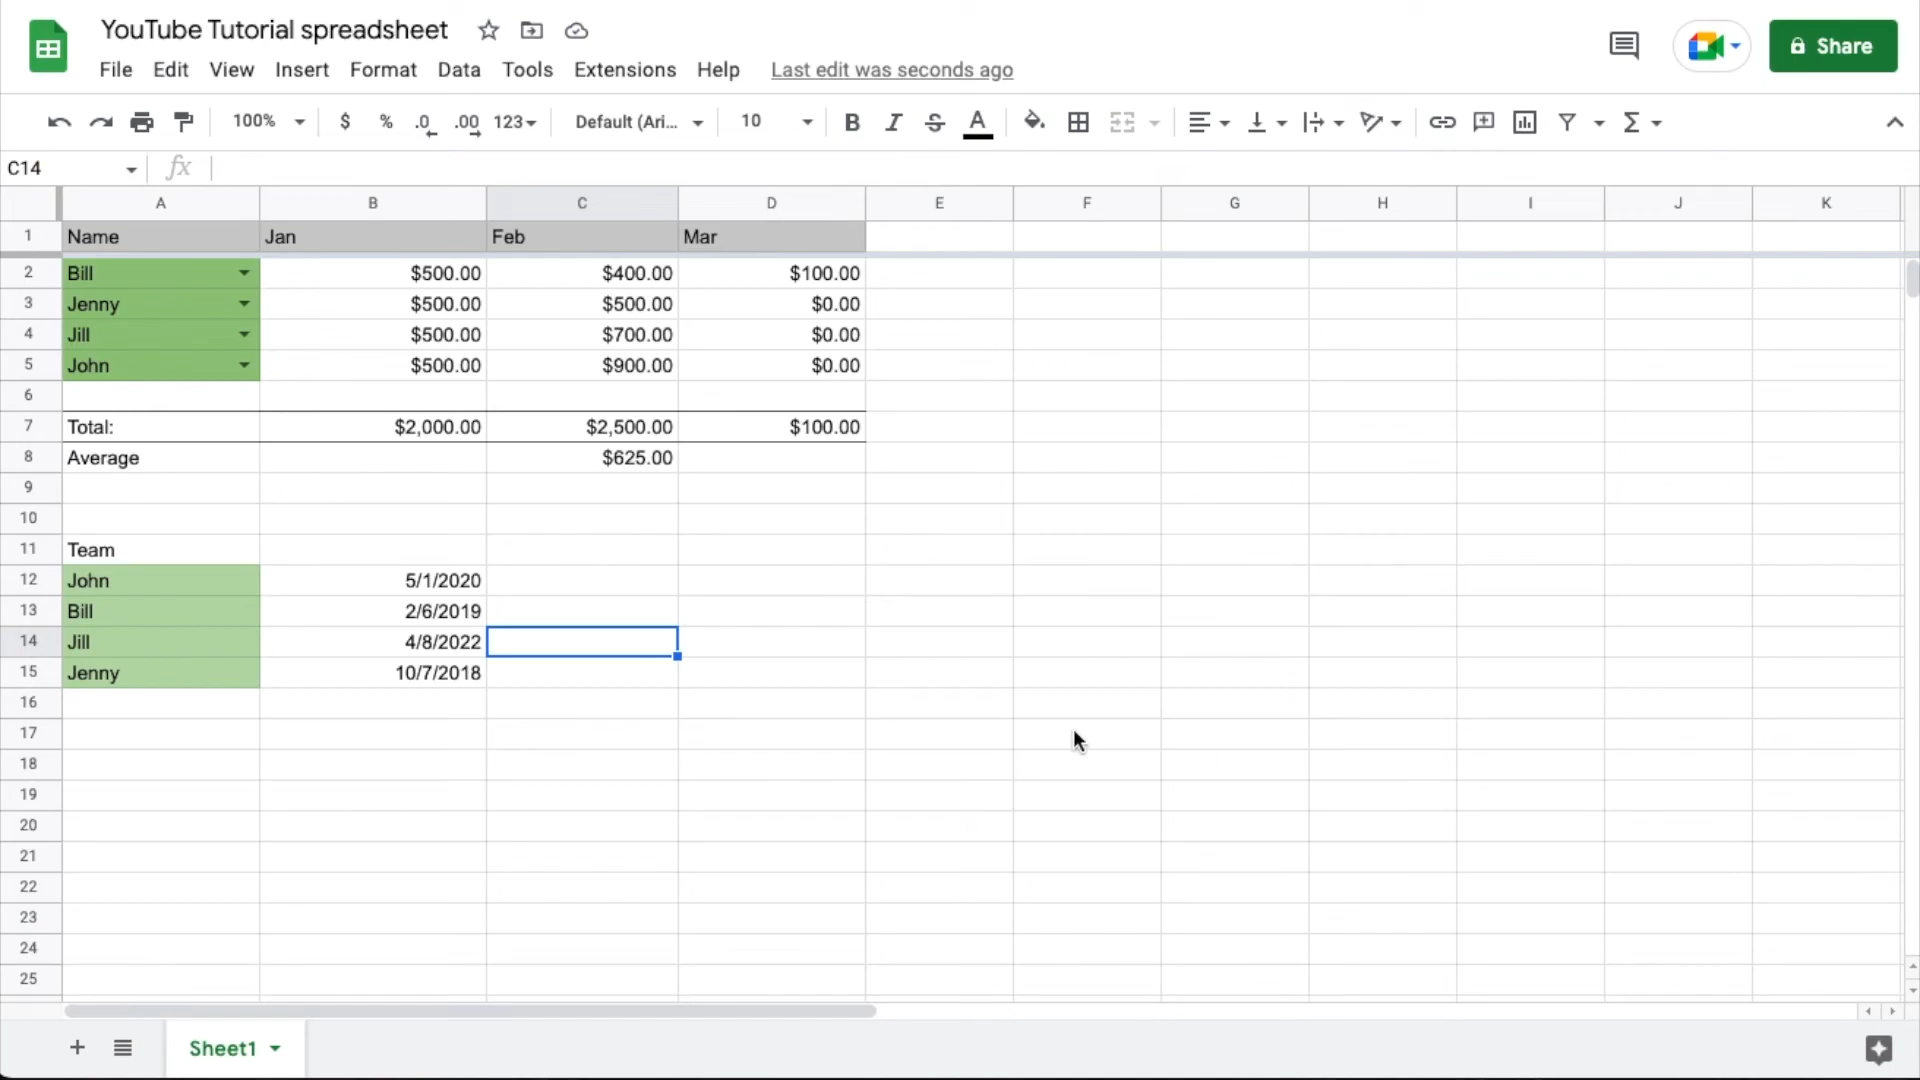 YouTube Tutorial spreadsheet
File Edit View Insert Format Data Tools Extensions Help Last edit was seconds ago
Share
100% $ % .0 .00 123 Default (Ari... 10 B I S A Σ
C14 fx
A B C D E F G H I J K
1 Name Jan Feb Mar
2 Bill $500.00 $400.00 $100.00
3 Jenny $500.00 $500.00 $0.00
4 Jill $500.00 $700.00 $0.00
5 John $500.00 $900.00 $0.00
6
7 Total: $2,000.00 $2,500.00 $100.00
8 Average $625.00
9
10
11 Team
12 John 5/1/2020
13 Bill 2/6/2019
14 Jill 4/8/2022
15 Jenny 10/7/2018
16
17
18
19
20
21
22
23
24
25
Sheet1